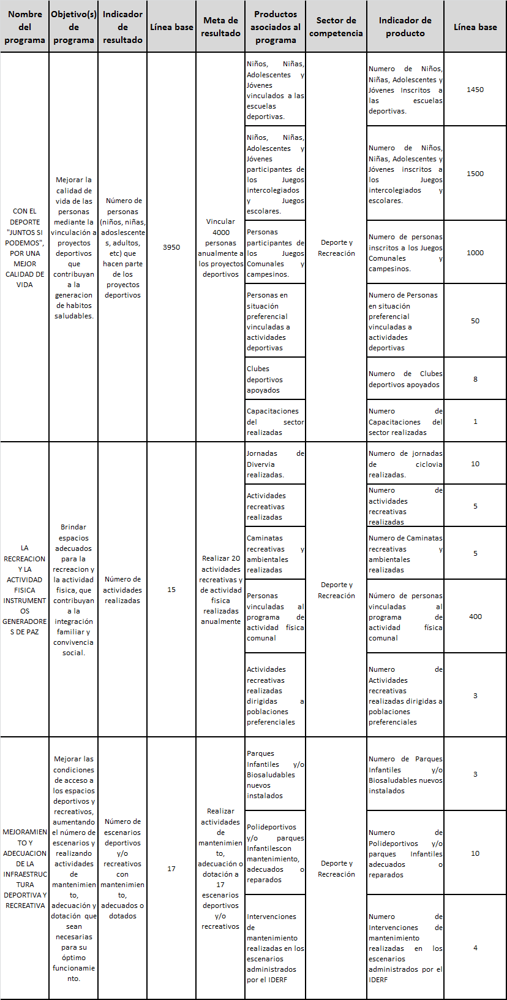 Nombre
del
programa
Objetivo(s)
de
programa
Indicador
de
resultado
Línea base
Meta de
resultado
Productos
asociados al
programa
Sector de
competencia
Indicador de
producto
Línea base
CON EL
DEPORTE
"JUNTOS SI
PODEMOS",
POR UNA
MEJOR
CALIDAD DE
VIDA
Mejorar la
calidad de
vida de las
personas
mediante la
vinculación a
proyectos
deportivos
que
contribuyan
a la
generacion
de habitos
saludables.
Número de
personas
(niños, niñas,
adoslescente
s, adultos,
etc) que
hacen parte
de los
proyectos
deportivos
3950
Vincular
4000
personas
anualmente a
los proyectos
deportivos
Niños, Niñas,
Adolescentes y
Jóvenes
vinculados a las
escuelas
deportivas.
Deporte y
Recreación
Numero de Niños,
Niñas, Adolescentes y
Jóvenes Inscritos a
las escuelas
deportivas.
1450
Niños, Niñas,
Adolescentes y
Jóvenes
participantes de
los Juegos
intercolegiados
y Juegos
escolares.
Numero de Niños,
Niñas, Adolescentes y
Jóvenes inscritos a
los Juegos
intercolegiados y
escolares.
1500
Personas
participantes de
los Juegos
Comunales y
campesinos.
Numero de personas
inscritos a los Juegos
Comunales y
campesinos.
1000
Personas en
situación
preferencial
vinculadas a
actividades
deportivas
Numero de Personas
en situación
preferencial
vinculadas a
actividades
deportivas
50
Clubes
deportivos
apoyados
Numero de Clubes
deportivos apoyados
8
Capacitaciones
del sector
realizadas
Numero de
Capacitaciones del
sector realizadas
1
LA
RECREACION
Y LA
ACTIVIDAD
FISICA
INSTRUMENT
OS
GENERADORE
S DE PAZ
Brindar
espacios
adecuados
para la
recreacion y
la actividad
fisica, que
contribuyan
a la
integración
familiar y
convivencia
social.
Número de
actividades
realizadas
15
Realizar 20
actividades
recreativas y
de actividad
fisica
realizadas
anualmente
Jornadas de
Divervia
realizadas.
Deporte y
Recreación
Numero de jornadas
de ciclovia
realizadas.
10
Actividades
recreativas
realizadas
Numero de
actividades
recreativas
realizadas
5
Caminatas
recreativas y
ambientales
realizadas
Numero de Caminatas
recreativas y
ambientales
realizadas
5
Personas
vinculadas al
programa de
actividad física
comunal
Número de personas
vinculadas al
programa de
actividad física
comunal
400
Actividades
recreativas
realizadas
dirigidas a
poblaciones
preferenciales
Numero de
Actividades
recreativas
realizadas dirigidas a
poblaciones
preferenciales
3
MEJORAMIEN
TO Y
ADECUACION
DE LA
INFRAESTRUC
TURA
DEPORTIVA Y
RECREATIVA
Mejorar las
condiciones
de acceso a
los espacios
deportivos y
recreativos,
aumentando
el número de
escenarios y
realizando
actividades
de
mantenimien
to,
adecuación y
dotación que
sean
necesarias
para su
óptimo
funcionamie
nto.
Número de
escenarios
deportivos
y/o
recreativos
con
mantenimien
to,
adecuados o
dotados
17
Realizar
actividades
de
mantenimien
to,
adecuación o
dotación a
17
escenarios
deportivos
y/o
recreativos
Parques
Infantiles y/o
Biosaludables
nuevos
instalados
Deporte y
Recreación
Numero de Parques
Infantiles y/o
Biosaludables nuevos
instalados
3
Polideportivos
y/o parques
Infantilescon
mantenimiento,
adecuados o
reparados
Numero de
Polideportivos y/o
parques Infantiles
adecuados o
reparados
10
Intervenciones
de
mantenimiento
realizadas en los
escenarios
administrados
por el IDERF
Numero de
Intervenciones de
mantenimiento
realizadas en los
escenarios
administrados por el
IDERF
4